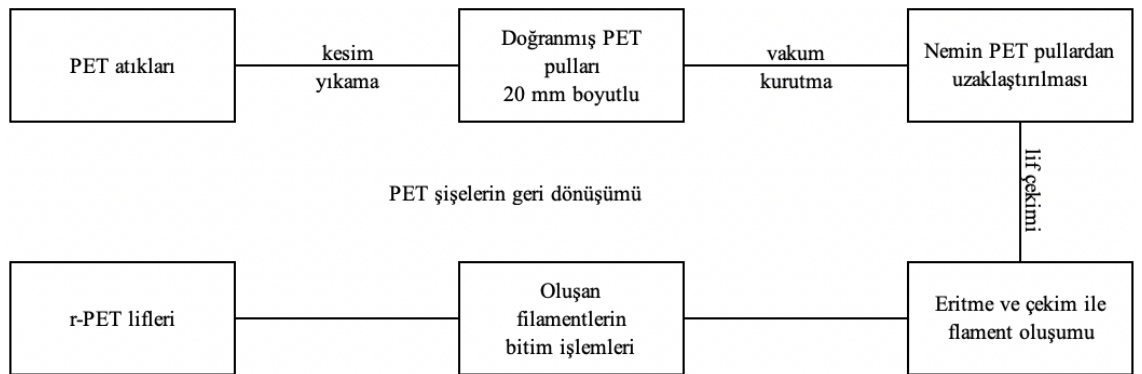 PET atıkları
kesim
yıkama
Doğranmış PET
pulları
20 mm boyutlu
vakum
kurutma
Nemin PET pullardan
uzaklaştırılması
lif çekimi
PET şişelerin geri dönüşümü
r-PET lifleri
Oluşan
filamentlerin
bitim işlemleri
Eritme ve çekim ile
flament oluşumu